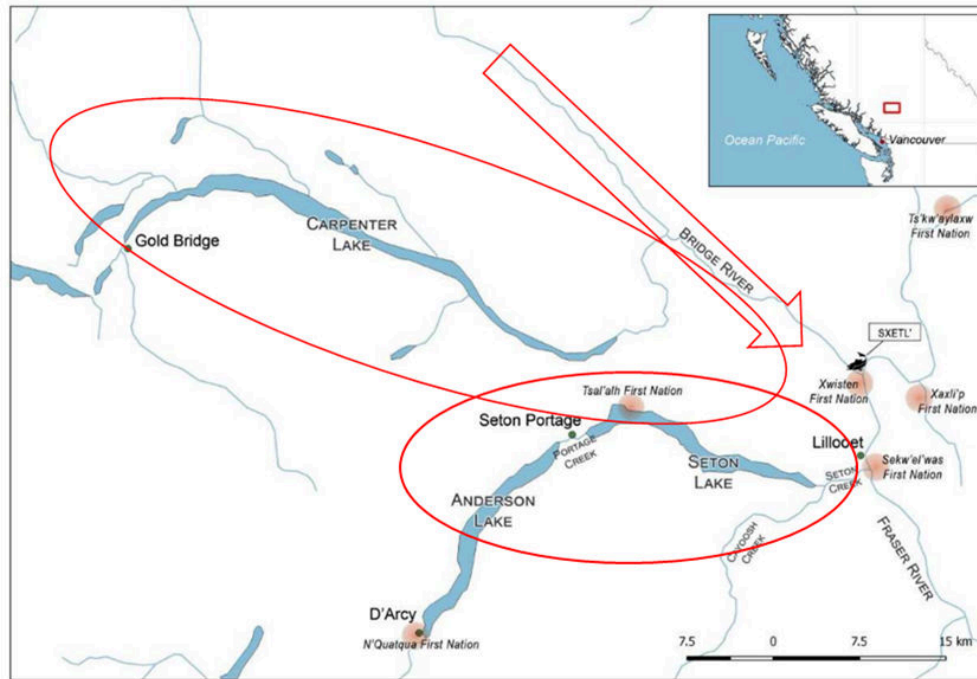 Ocean Pacific
Vancouver
Ts'kw'aylaxw
First Nation
CARPENTER
LAKE
Gold Bridge
BRIDGE RIVER
SXETL'
Xwisten
First Nation
Xaxli'p
First Nation
Tsal'alh First Nation
Seton Portage
PORTAGE
CREEK
SETON
LAKE
Lillooet
SETON
CREEK
Sekw'el'was
First Nation
ANDERSON
LAKE
CAYOOSH
CREEK
FRASER RIVER
D'Arcy
N'Quatqua First Nation
7.5 0 7.5 15 km